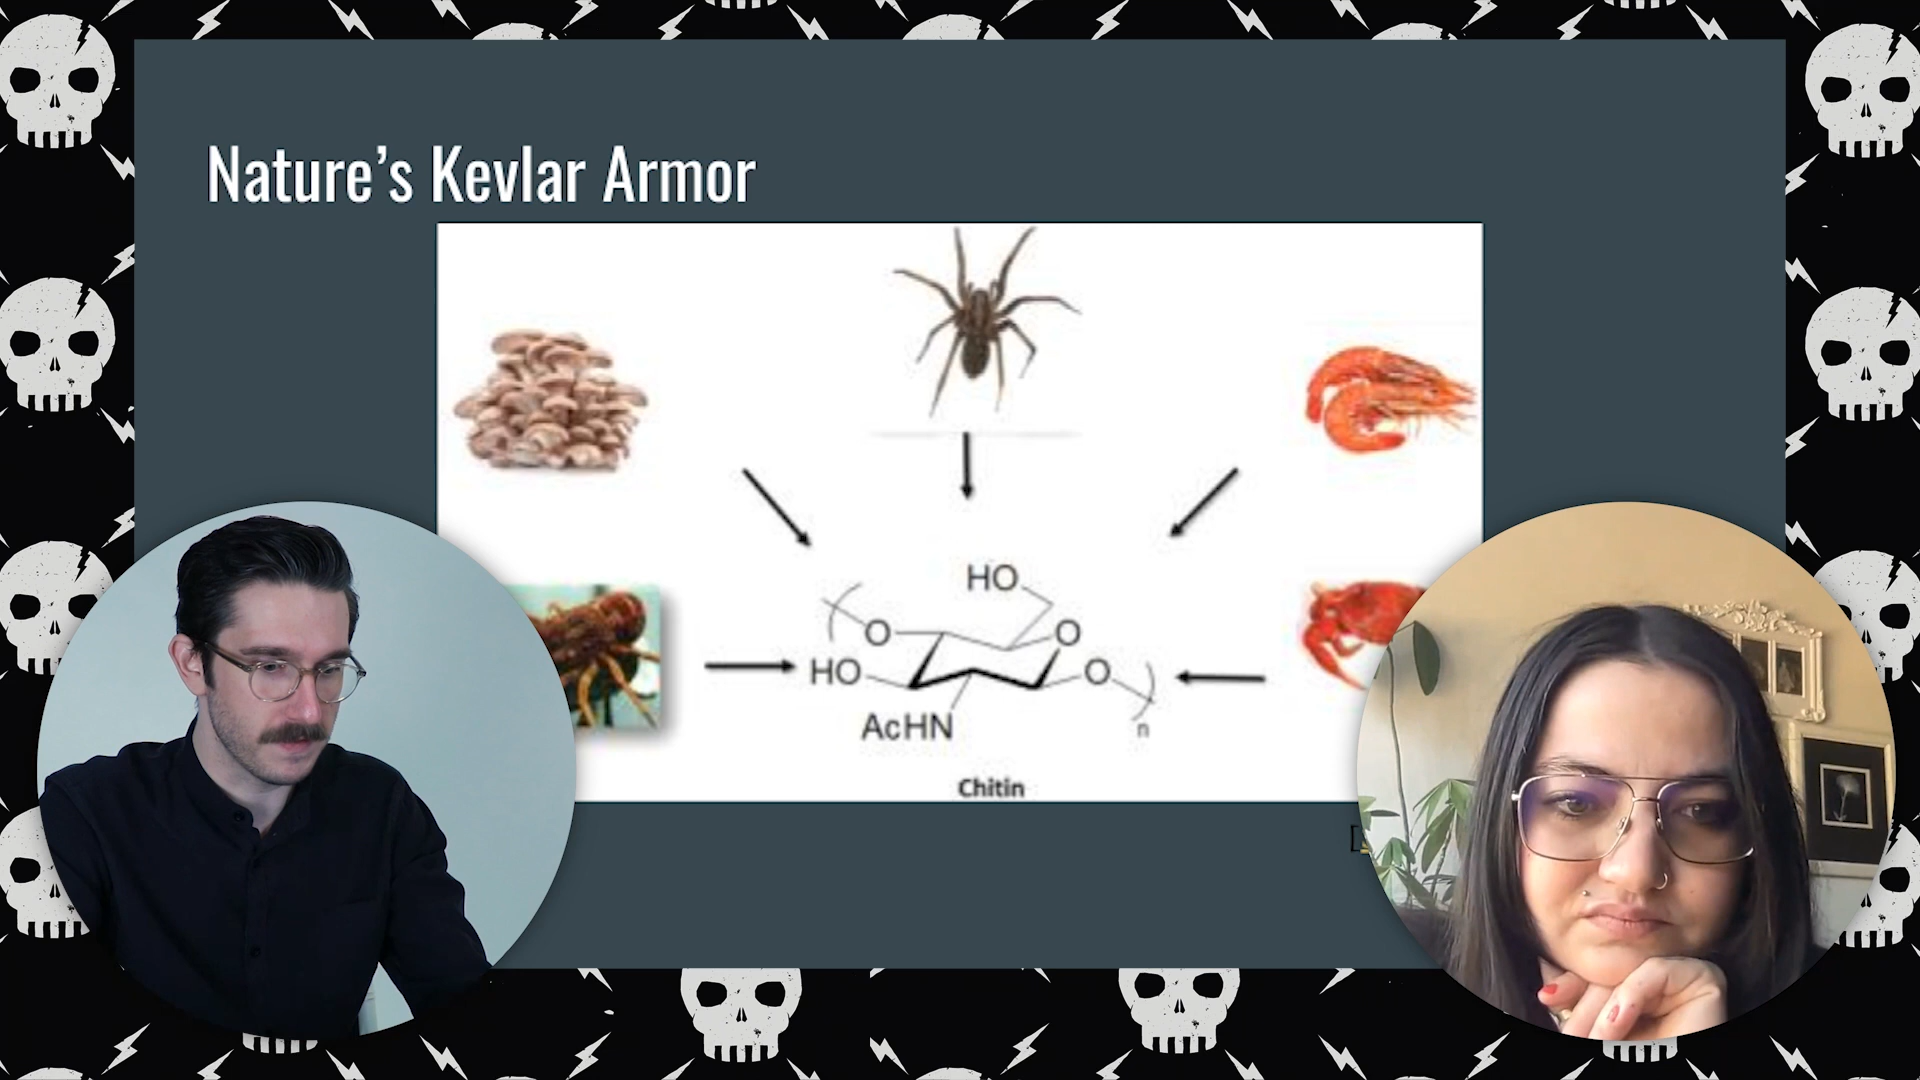 Nature’s Kevlar Armor
HO
O
O
HO
O
AcHN
n
Chitin